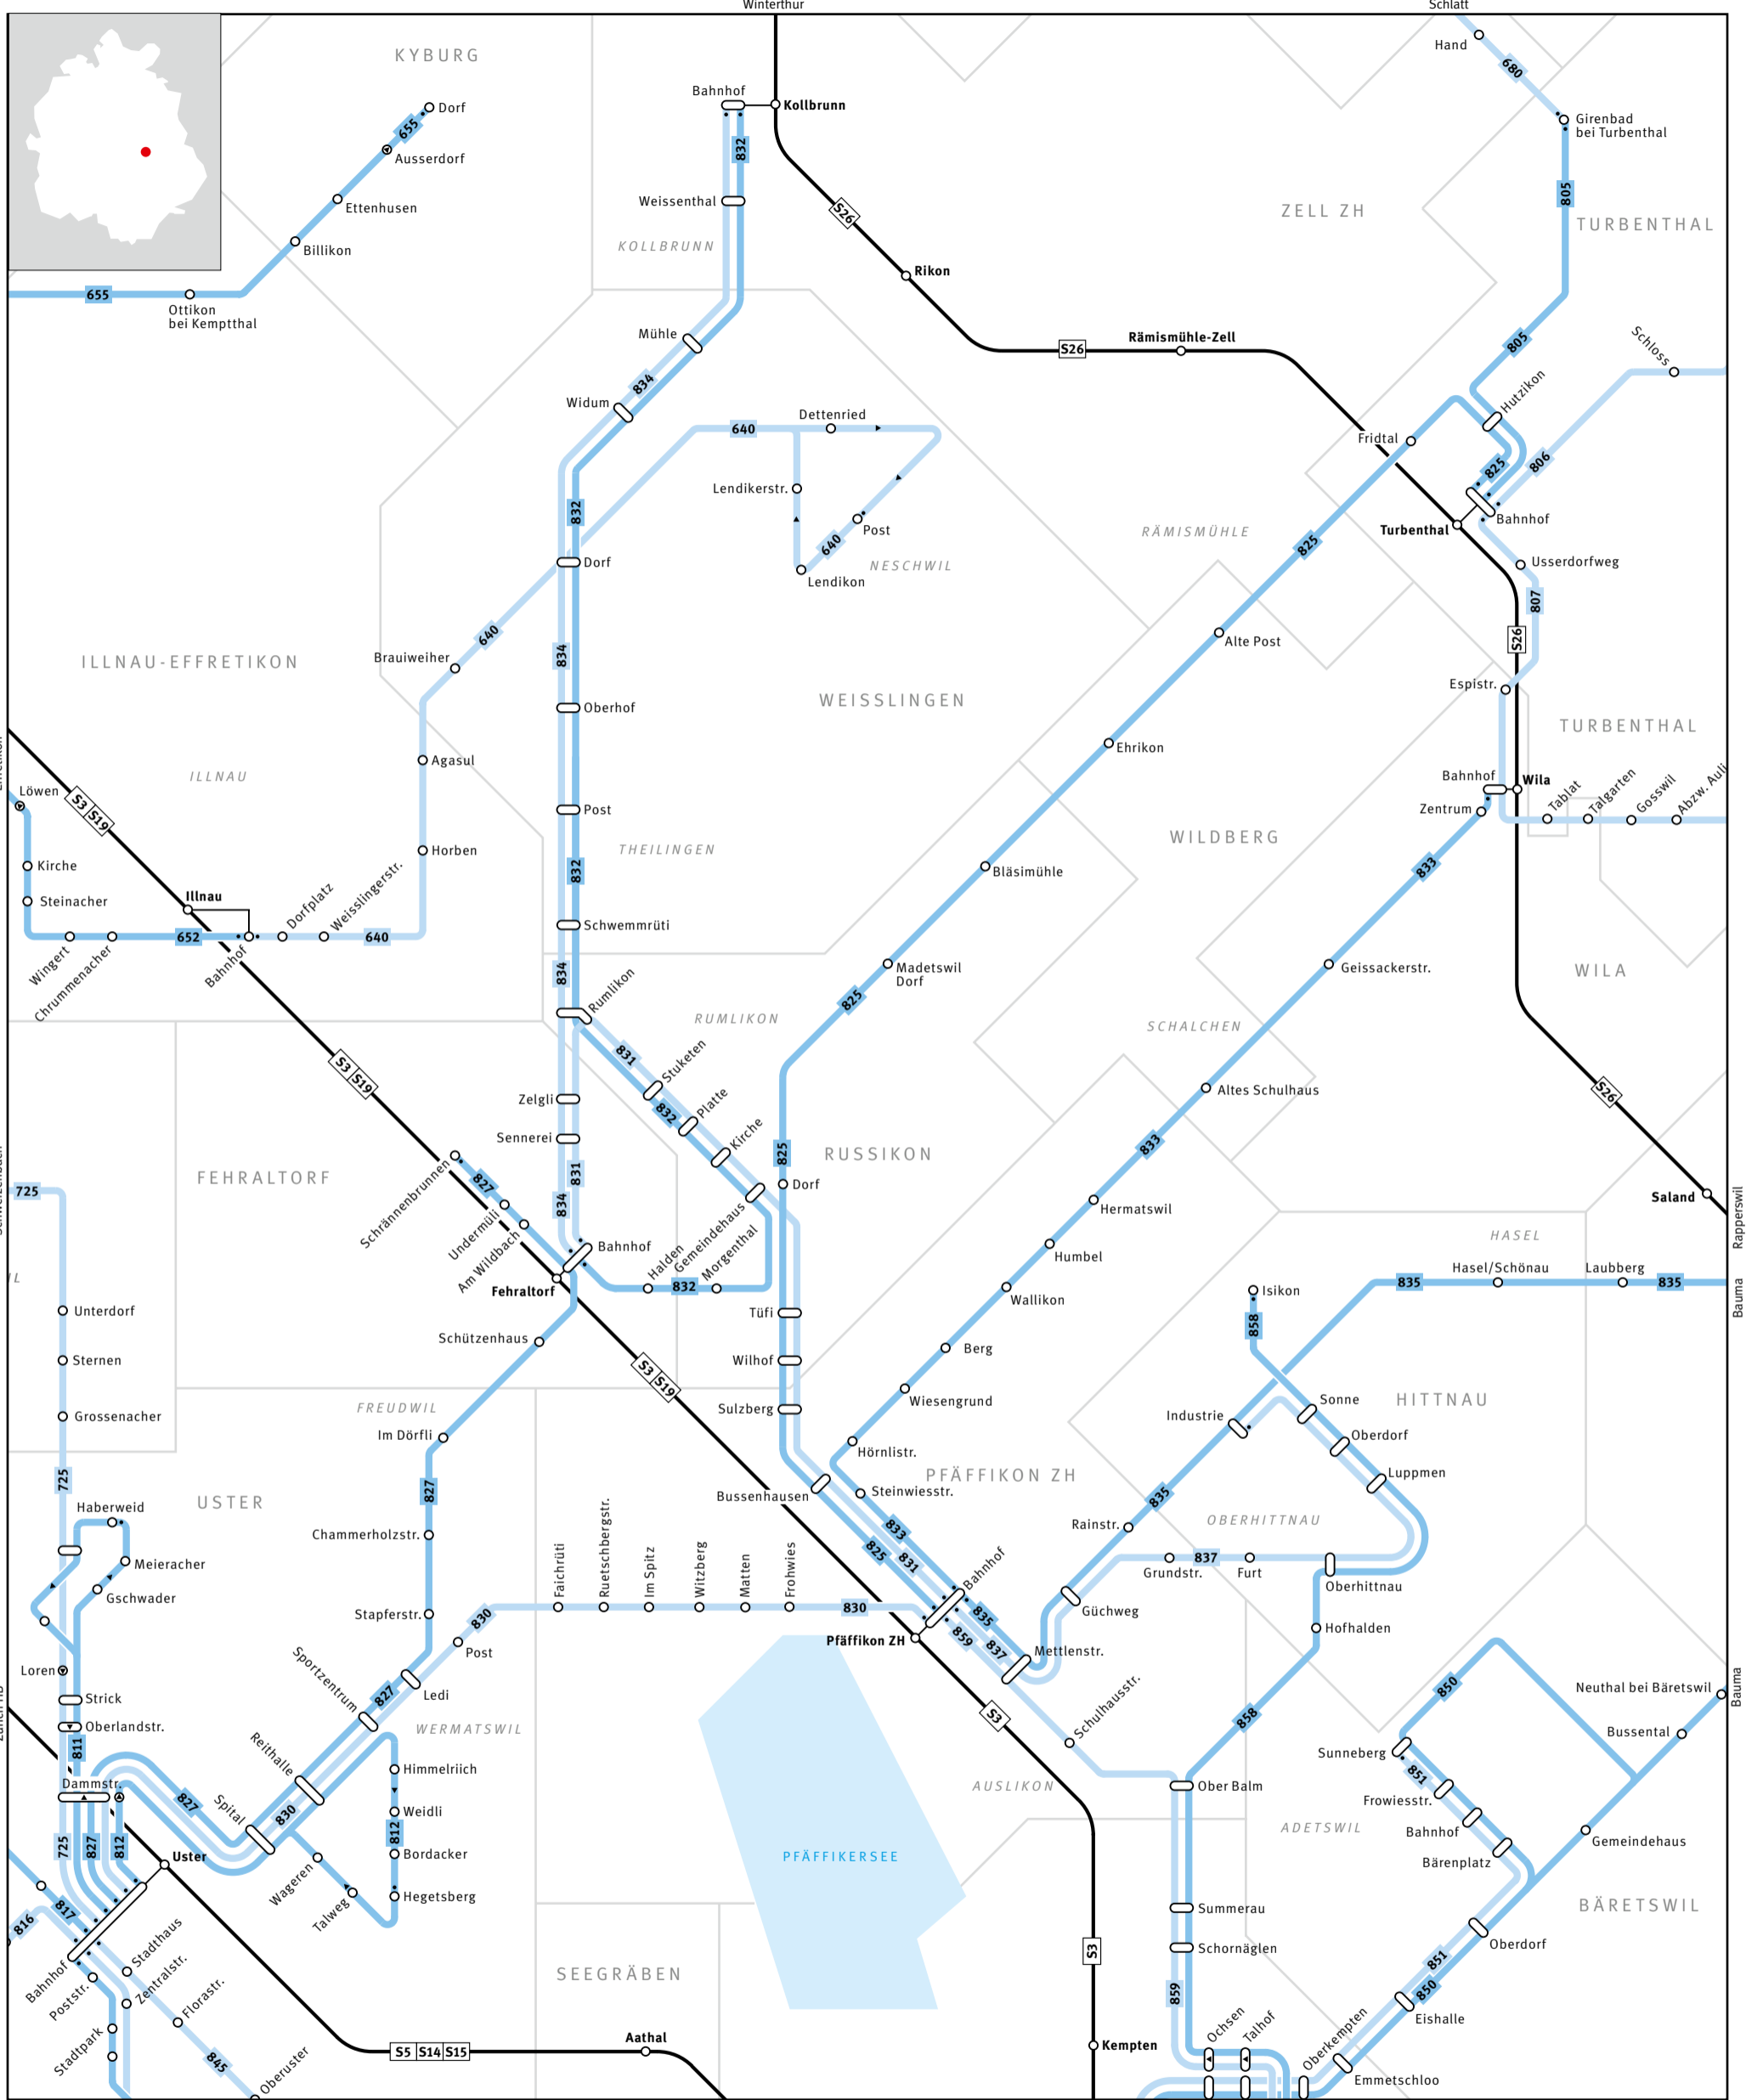 Winterthur
Schlatt
KYBURG
Hand
680
Bahnhof
Kollbrunn
Dorf
655
Girenbad
bei Turbenthal
832
Ausserdorf
805
Weissenthal
Ettenhusen
S26
ZELL ZH
TURBENTHAL
KOLLBRUNN
Billikon
Rikon
655
Ottikon
bei Kemptthal
Mühle
Rämismühle-Zell
S26
805
Schloss
834
Widum
Hutzikon
Dettenried
640
Fridtal
825
806
Lendikerstr.
832
Post
Bahnhof
Turbenthal
RÄMISMÜHLE
640
825
Dorf
NESCHWIL
Lendikon
Usserdorfweg
807
640
S26
Alte Post
Brauiweiher
834
ILLNAU-EFFRETIKON
Espistr.
WEISSLINGEN
Oberhof
TURBENTHAL
Ehrikon
Agasul
ILLNAU
Bahnhof
Wila
Löwen
S3 S19
Post
Zentrum
Tablat
Talgarten
Gosswil
Abzw. Auli
WILDBERG
Horben
THEILINGEN
Kirche
832
Bläsimühle
833
Illnau
Steinacher
Dorfplatz
Weisslingerstr.
Schwemmrüti
652
640
Wingert
Chrummenacher
Bahnhof
834
Madetswil
Dorf
Geissackerstr.
WILA
Rumlikon
825
RUMLIKON
SCHALCHEN
831
S3 S19
Stuketen
Altes Schulhaus
S26
Zelgli
832
Platte
Sennerei
Kirche
833
825
RUSSIKON
FEHRALTORF
831
827
Schrännenbrunnen
725
Dorf
Saland
Rapperswil
834
Undermüli
Am Wildbach
Gemeindehaus
Hermatswil
HASEL
Bahnhof
Halden
Morgenthal
Humbel
Hasel/Schönau
Laubberg
Fehraltorf
832
835
835
Bauma
Isikon
Wallikon
Unterdorf
Tüfi
858
Schützenhaus
Berg
Sternen
Wilhof
S3 S19
HITTNAU
Wiesengrund
Sulzberg
FREUDWIL
Grossenacher
Sonne
Industrie
Im Dörfli
Oberdorf
Hörnlistr.
PFÄFFIKON ZH
Luppmen
725
827
USTER
Bussenhausen
Steinwiesstr.
835
Haberweid
OBERHITTNAU
Rainstr.
Chammerholzstr.
833
825
831
Meieracher
Faichrüti
Ruetschbergstr.
Im Spitz
Witzberg
Matten
Frohwies
Bahnhof
837
Grundstr.
Furt
Gschwader
Oberhittnau
Stapferstr.
830
830
835
Güchweg
Hofhalden
Post
Pfäffikon ZH
859
837
Mettlenstr.
Sportzentrum
Loren
Schulhausstr.
Ledi
827
Neuthal bei Bäretswil
Bauma
850
Strick
S3
858
Oberlandstr.
WERMATSWIL
Bussental
811
Reithalle
Sunneberg
Himmelriich
851
Dammstr.
AUSLIKON
Ober Balm
827
Spital
830
Weidli
Frowiesstr.
812
ADETSWIL
Bahnhof
Gemeindehaus
725
827
812
Uster
Bordacker
PFÄFFIKERSEE
Bärenplatz
Wageren
Hegetsberg
Talweg
BÄRETSWIL
817
Summerau
816
Stadthaus
Oberdorf
S3
Schornäglen
Bahnhof
Zentralstr.
851
SEEGRÄBEN
Poststr.
Florastr.
859
850
Eishalle
Stadtpark
Ochsen
Talhof
Oberkempten
S5 S14 S15
Aathal
Kempten
845
Oberuster
Emmetschloo